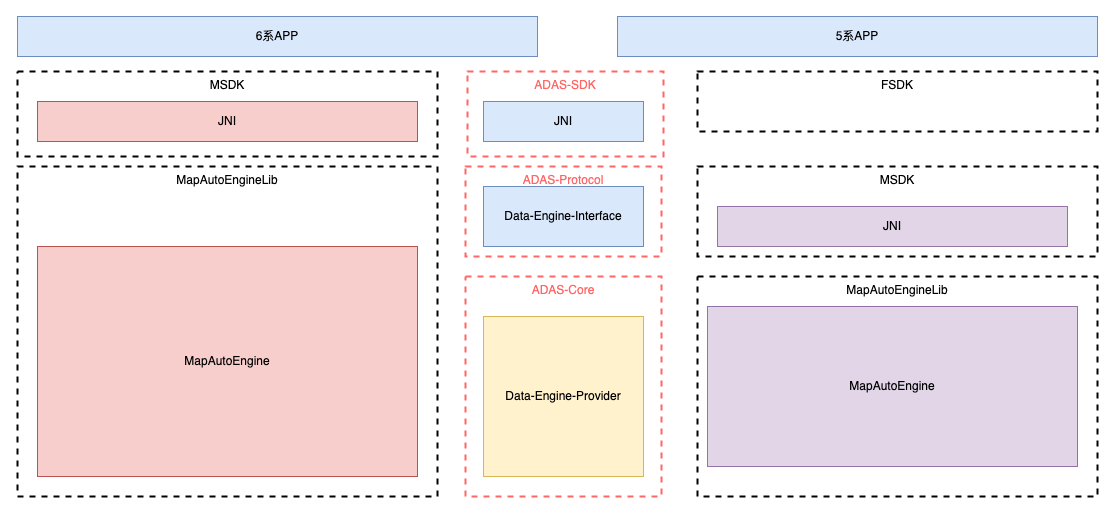 6系APP
5系APP
MSDK
JNI
ADAS-SDK
JNI
FSDK
MapAutoEngineLib
MapAutoEngine
ADAS-Protocol
Data-Engine-Interface
MSDK
JNI
ADAS-Core
Data-Engine-Provider
MapAutoEngineLib
MapAutoEngine